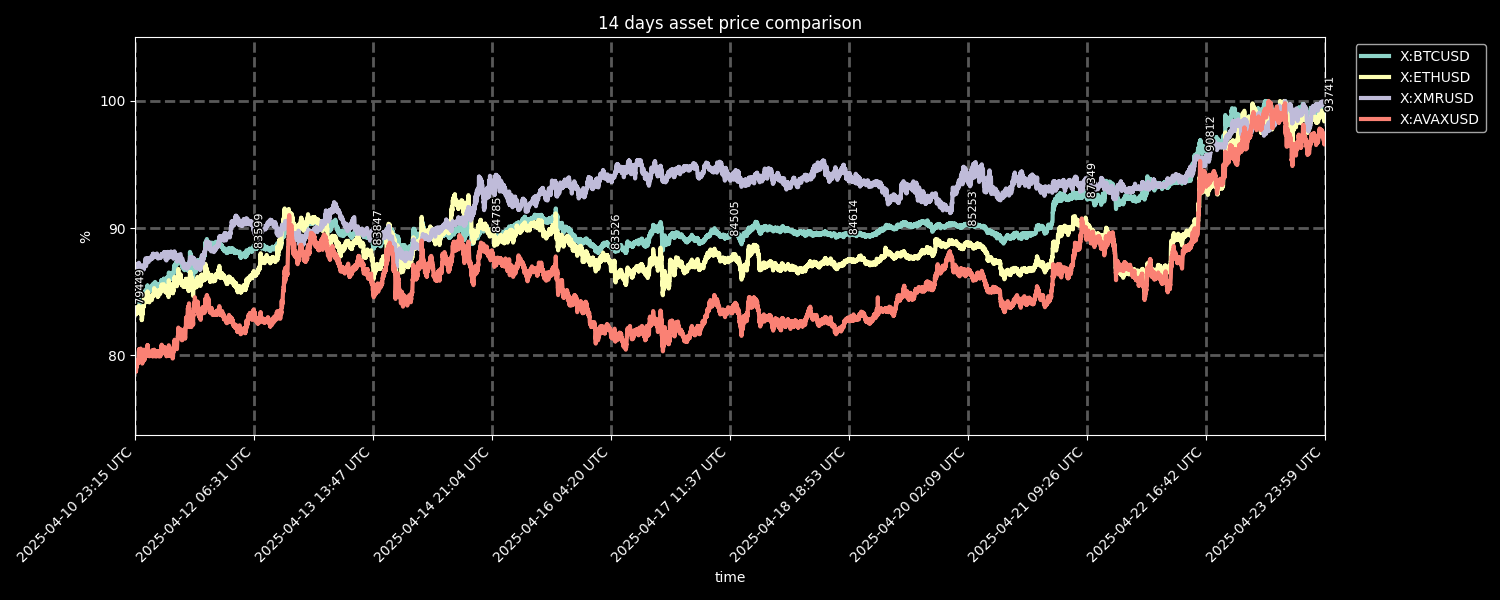 14 days asset price comparison
X:BTCUSD
X:ETHUSD
X:XMRUSD
X:AVAXUSD
%
100
90
80
79449
83599
83847
84785
83526
84505
84614
85253
87349
90812
93741
2025-04-10 23:15 UTC
2025-04-12 06:31 UTC
2025-04-13 13:47 UTC
2025-04-14 21:04 UTC
2025-04-16 04:20 UTC
2025-04-17 11:37 UTC
2025-04-18 18:53 UTC
2025-04-20 02:09 UTC
2025-04-21 09:26 UTC
2025-04-22 16:42 UTC
2025-04-23 23:59 UTC
time